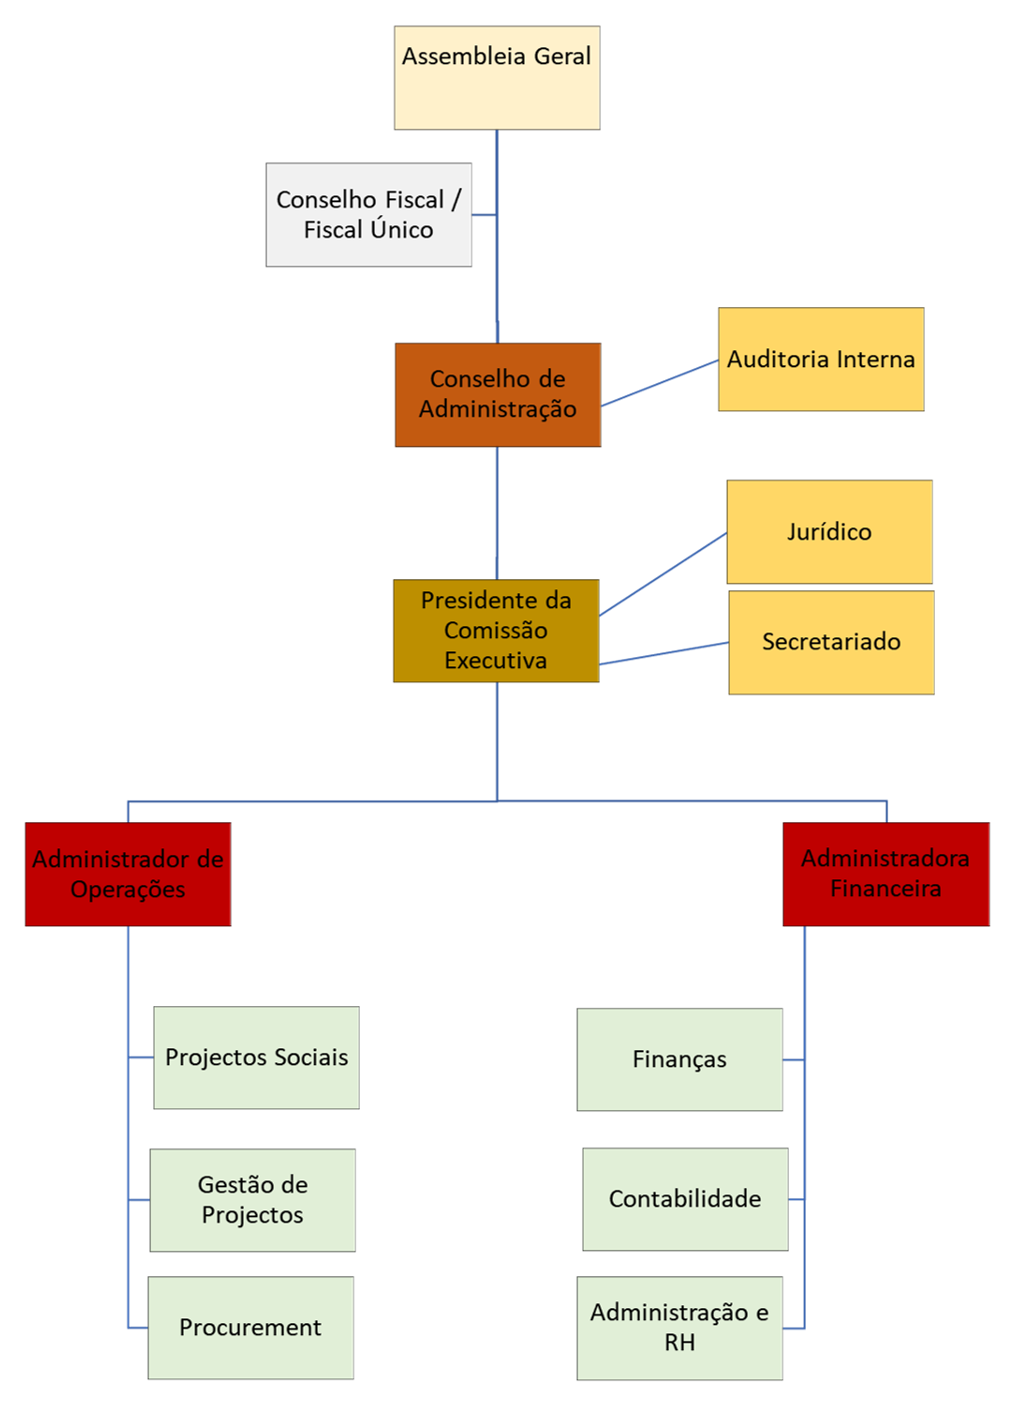 Assembleia Geral
Conselho Fiscal /
Fiscal Único
Conselho de
Administração
Auditoria Interna
Jurídico
Presidente da
Comissão
Executiva
Secretariado
Administrador de
Operações
Administradora
Financeira
Projectos Sociais
Gestão de
Projectos
Procurement
Finanças
Contabilidade
Administração e
RH